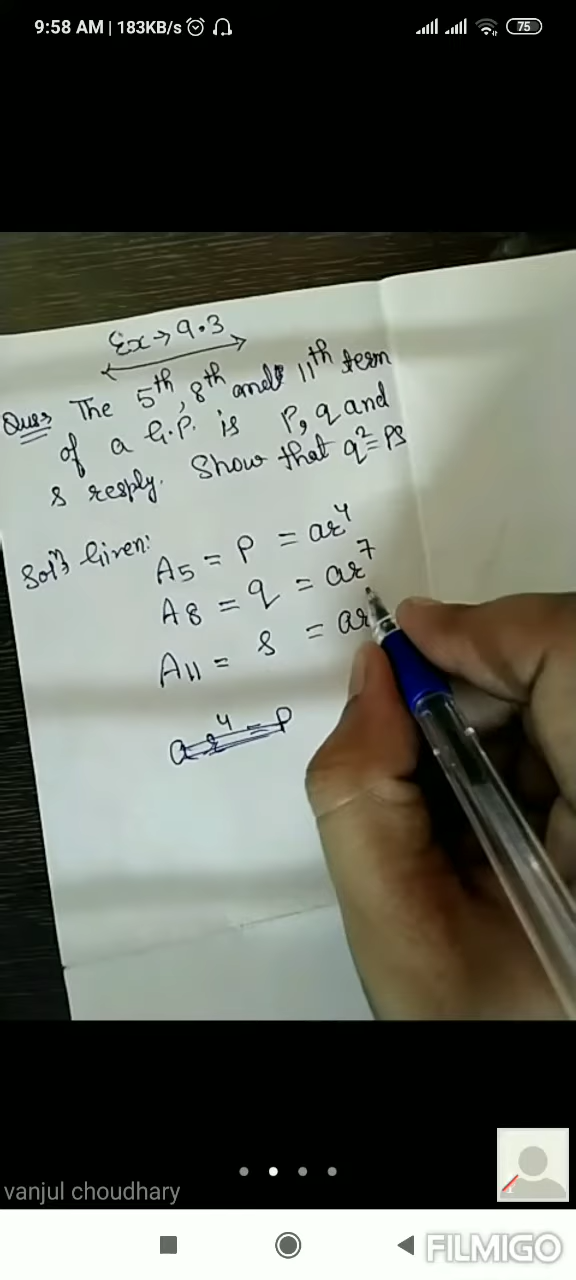 9:58 AM | 183KB/s
75
Ex → 9.3
Ques → The 5th, 8th and 11th term
of a G.P. is P, q and
s resply. Show that q² = PS
Sol'n Given:
A5 = P = ar⁴
A8 = q = ar⁷
A11 = s = ar
ar⁴ = P
vanjul choudhary
FILMIGO